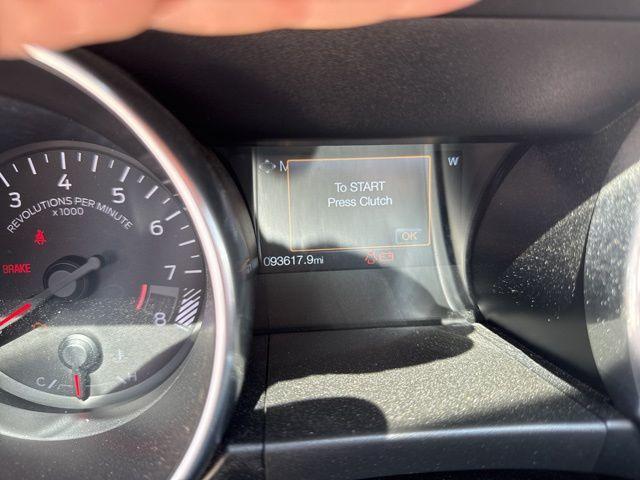 3 4 5 6 7 8
REVOLUTIONS PER MINUTE
x1000
BRAKE
C H
M
W
To START
Press Clutch
OK
093617.9mi